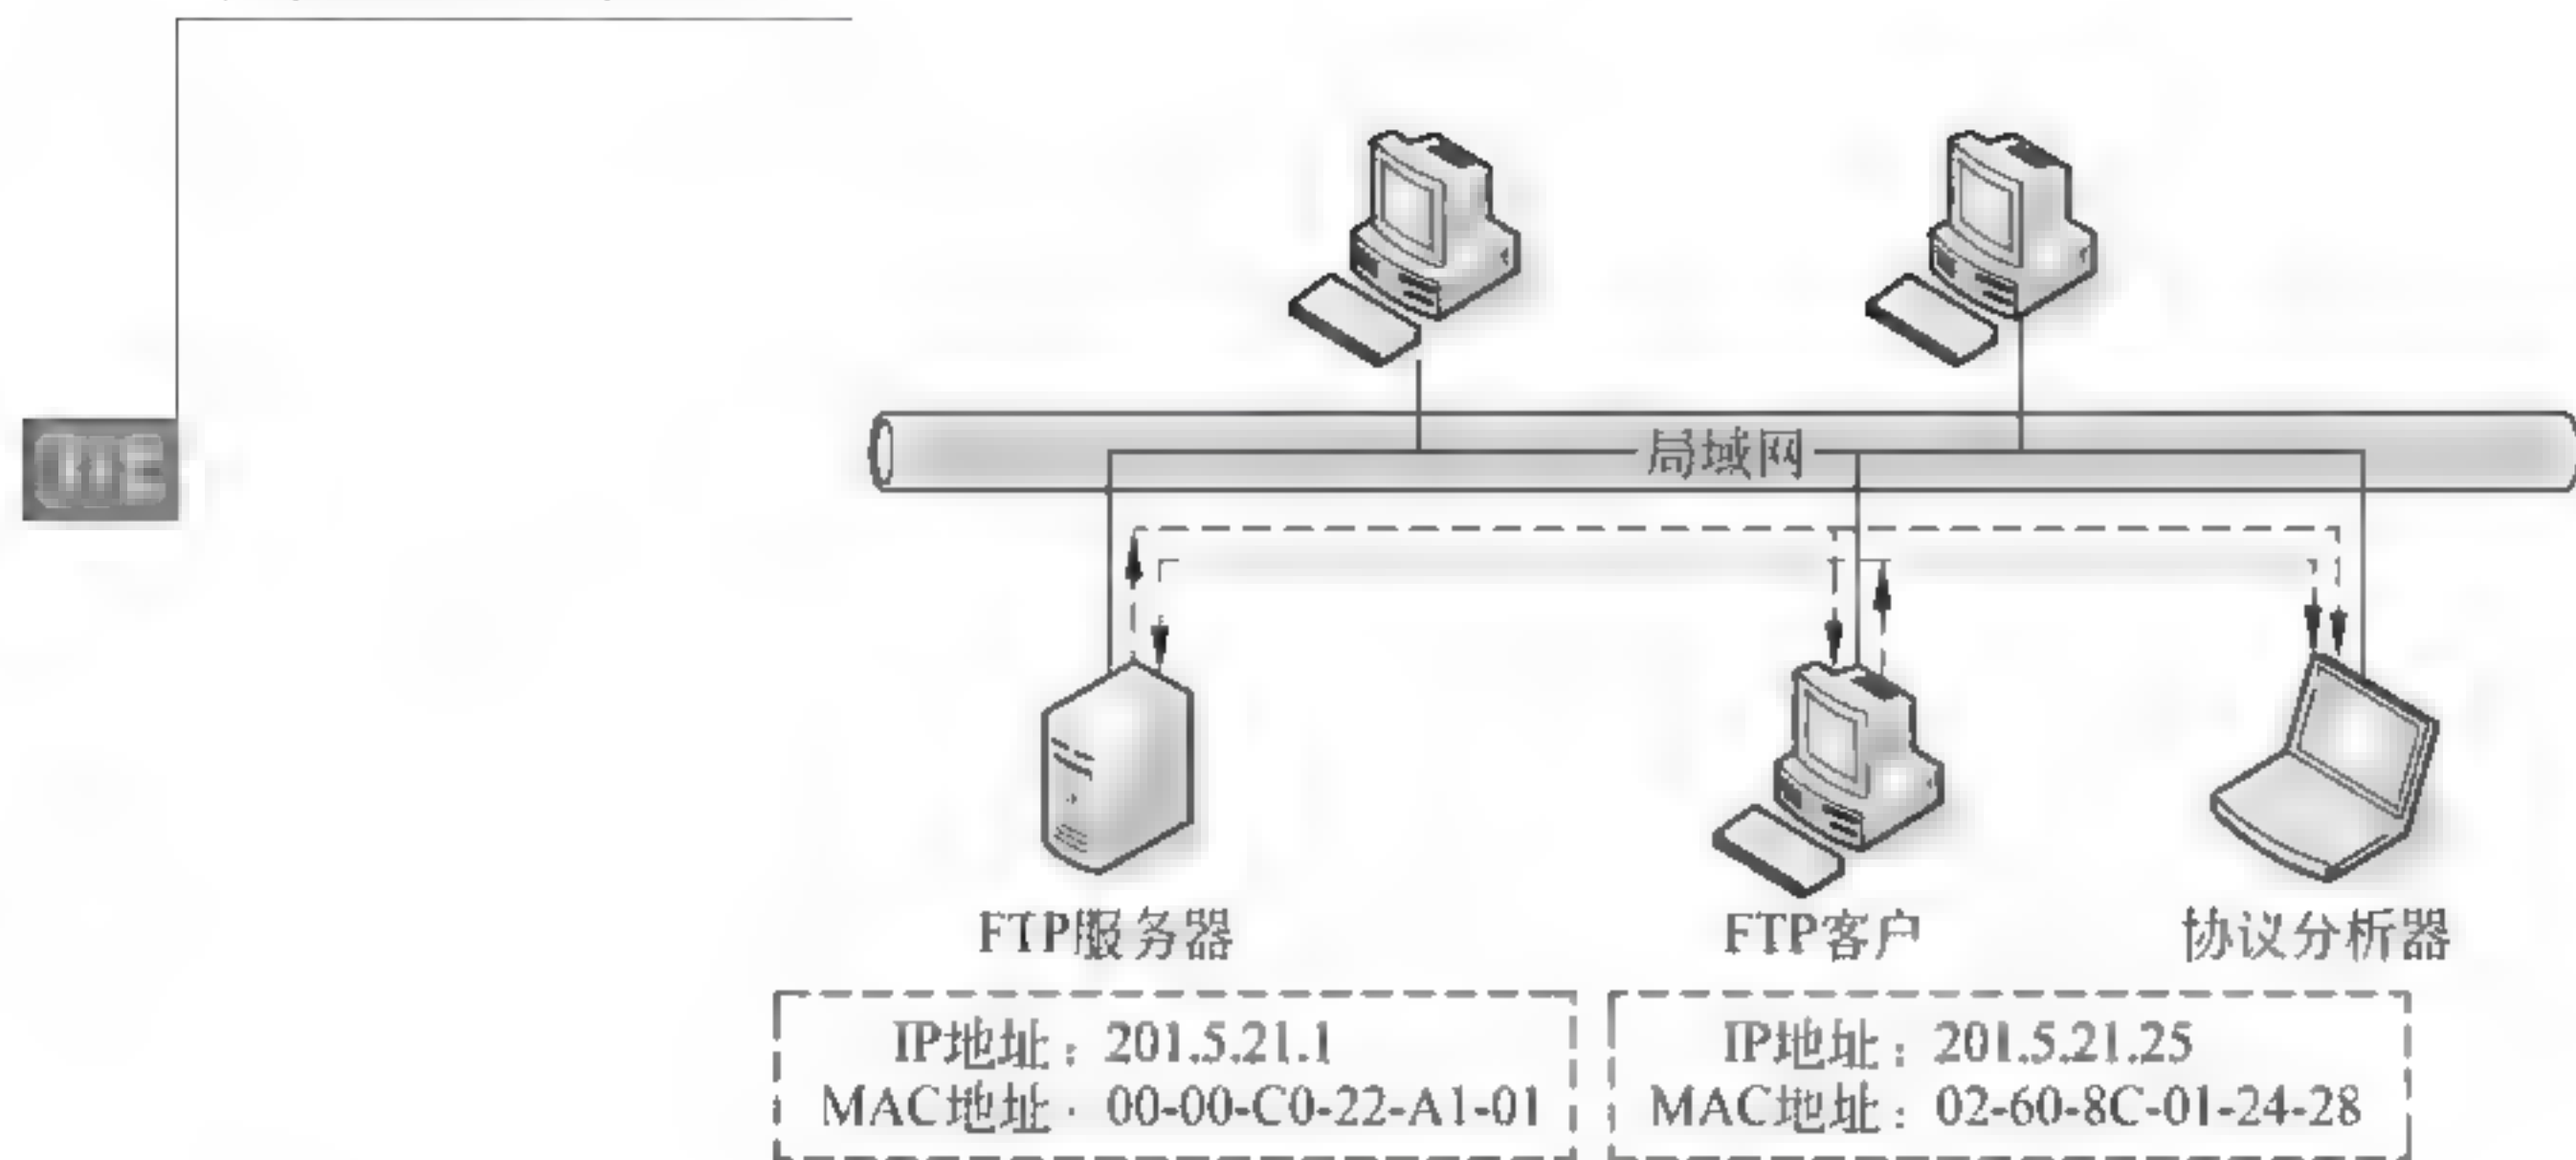 局域网
FTP服务器
FTP客户
协议分析器
IP地址：201.5.21.1
MAC地址：00-00-C0-22-A1-01
IP地址：201.5.21.25
MAC地址：02-60-8C-01-24-28